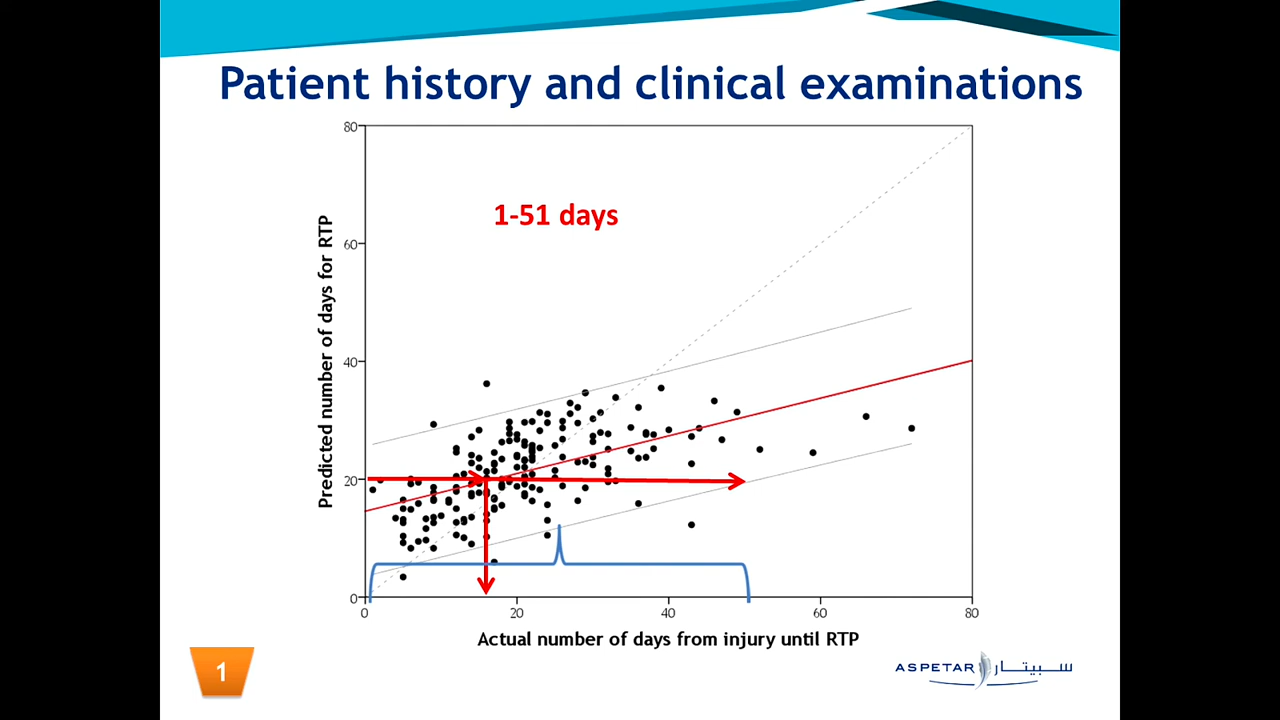 Patient history and clinical examinations
80
60
40
20
0
Predicted number of days for RTP
1-51 days
0 20 40 60 80
Actual number of days from injury until RTP
1
ASPETAR سبيتار